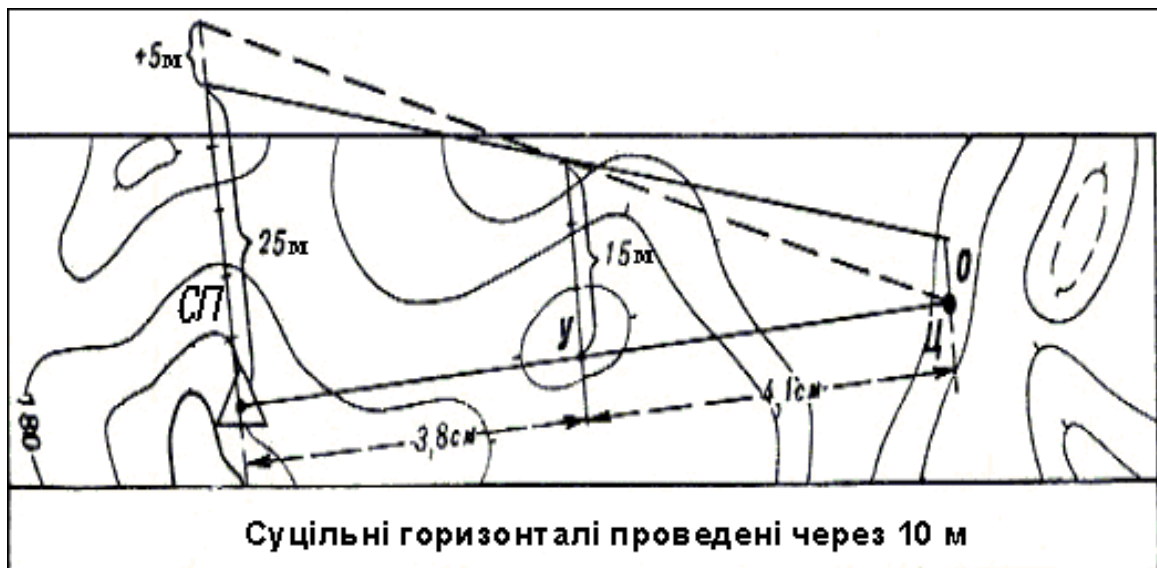 +5м
25м
15м
О
СП
У
Ц
4,1см
3,8см
180
Суцільні горизонталі проведені через 10 м